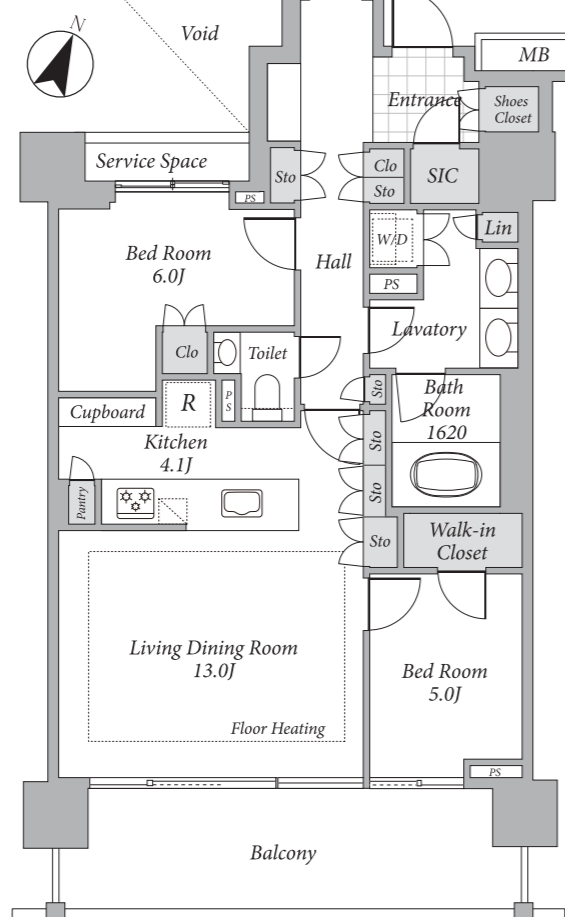 N
Void
MB
Entrance
Shoes
Closet
Service Space
Sto
Clo
Sto
SIC
PS
W/D
Lin
Bed Room
6.0J
Hall
PS
Clo
Toilet
Lavatory
R
P
S
Sto
Bath
Room
1620
Cupboard
Kitchen
4.1J
Sto
Pantry
Sto
Sto
Walk-in
Closet
Living Dining Room
13.0J
Bed Room
5.0J
Floor Heating
PS
Balcony